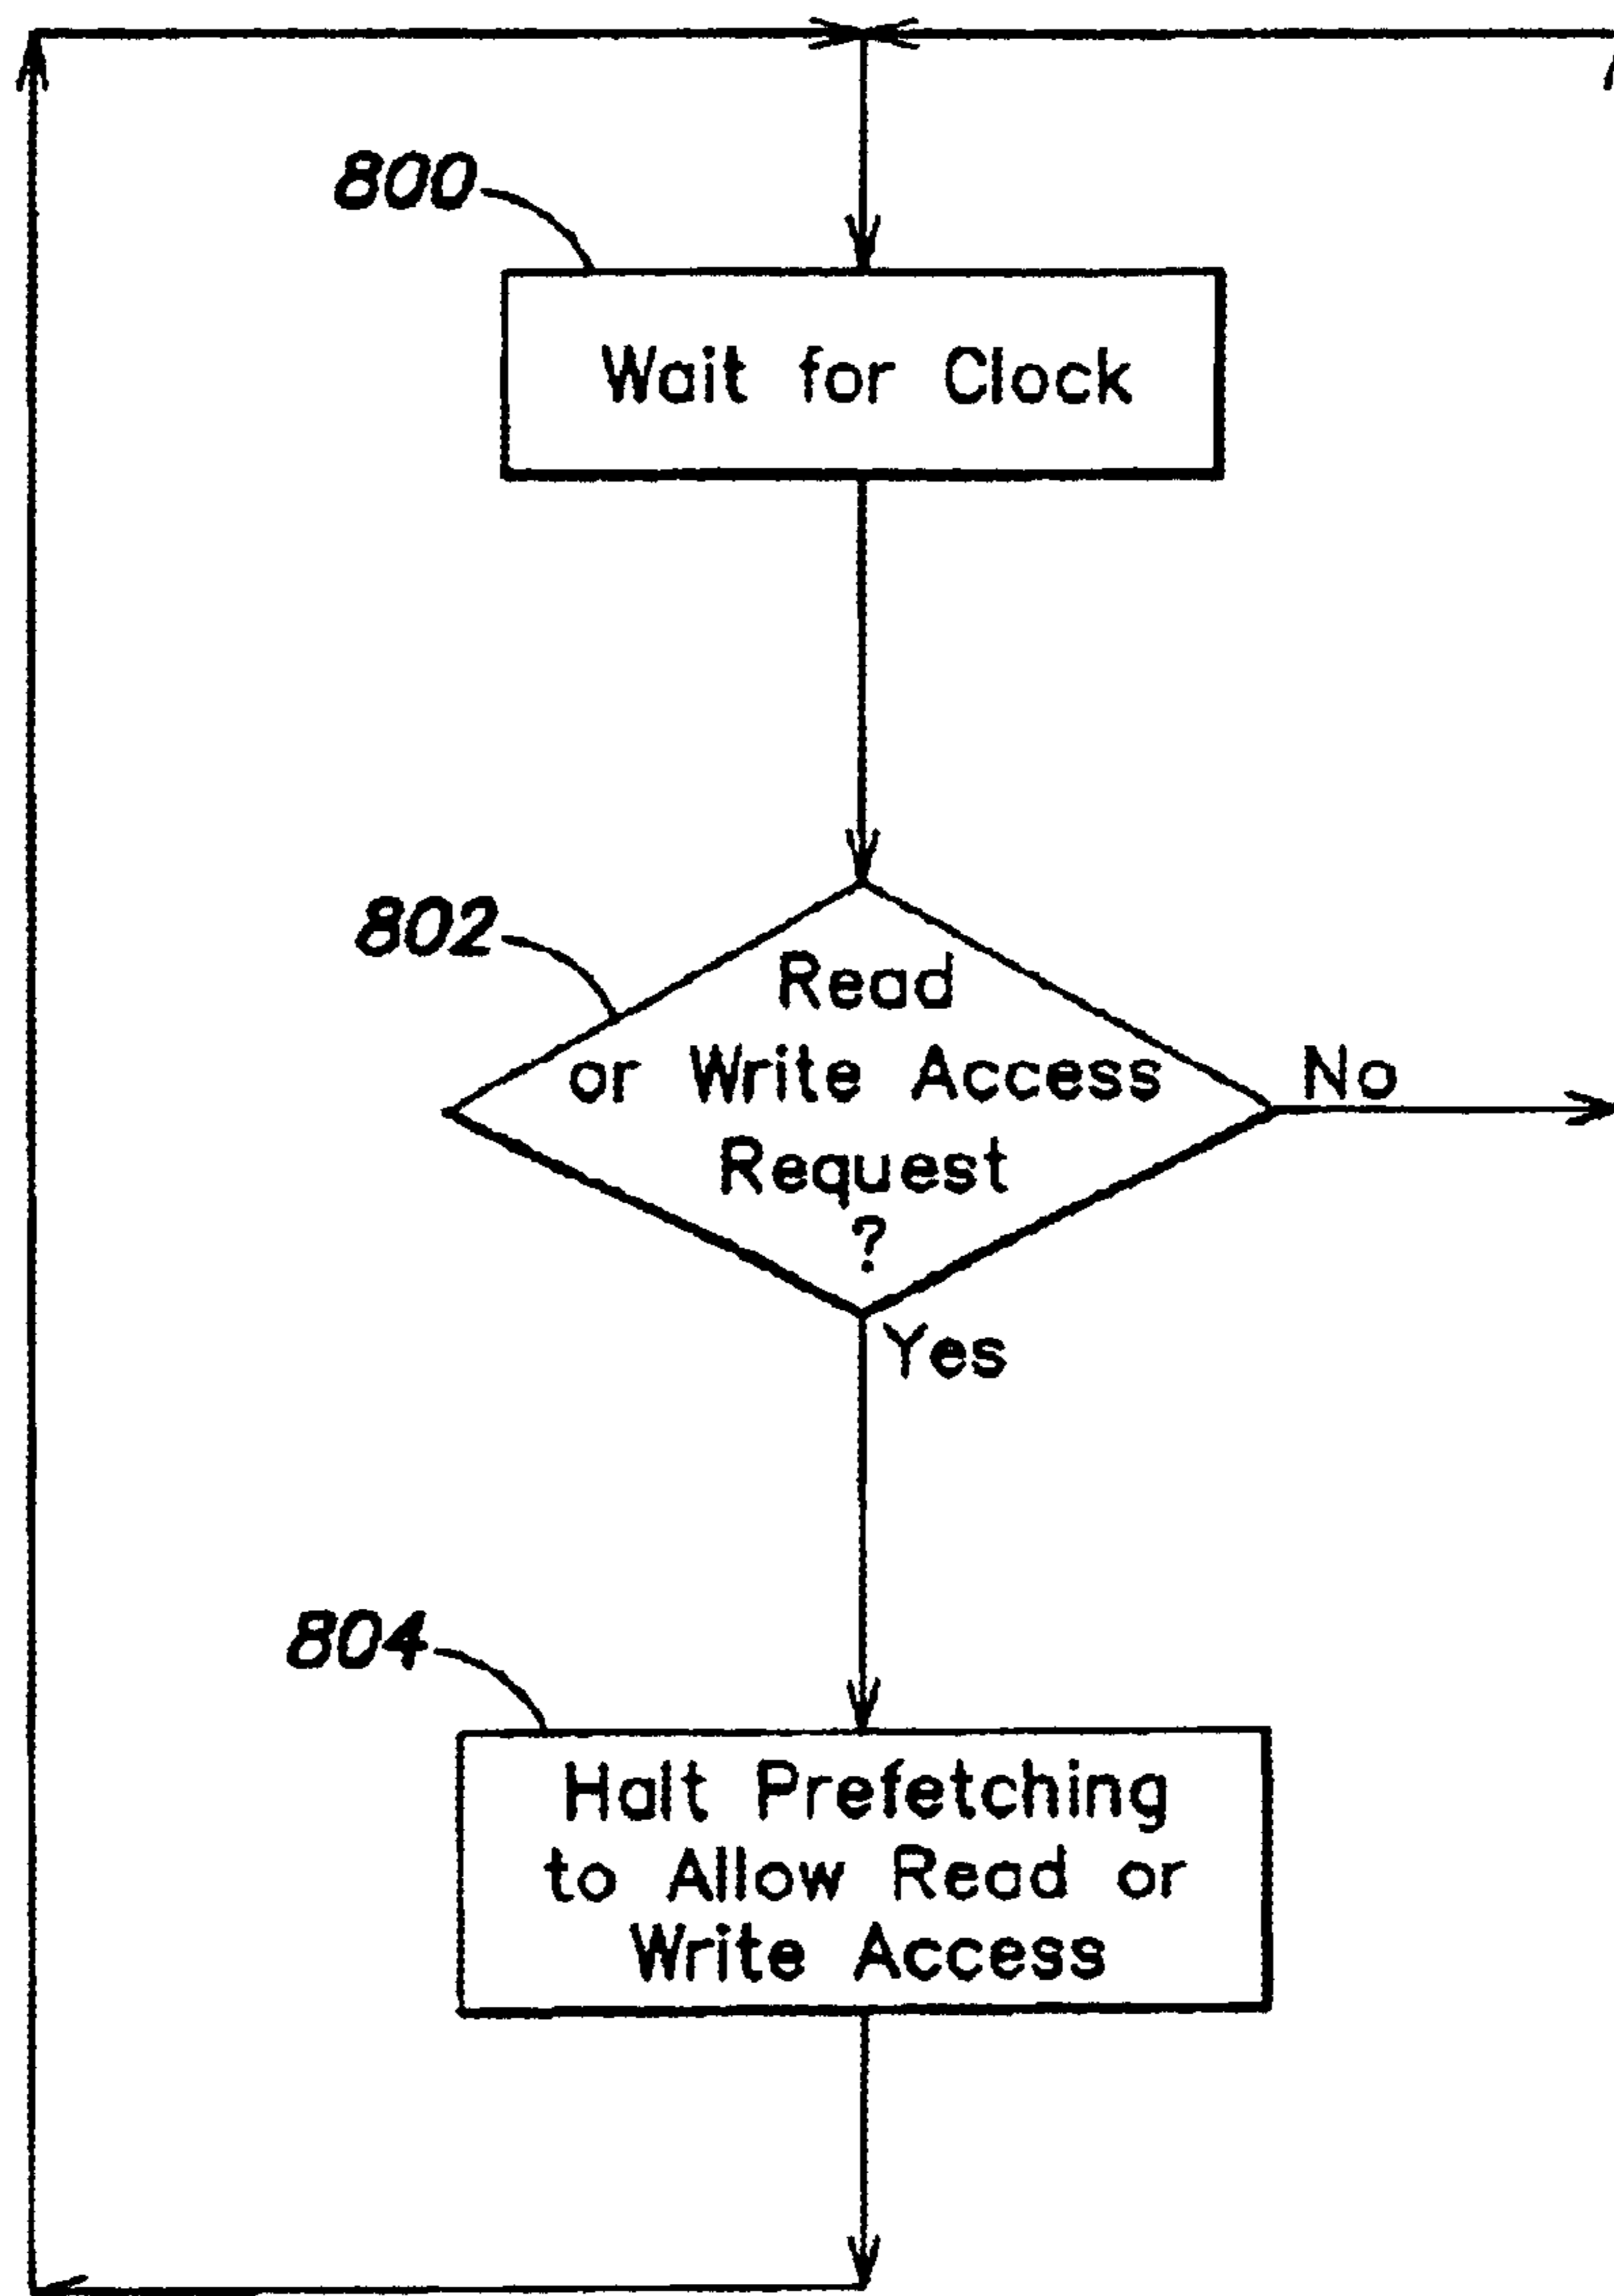 800
Wait for Clock
802
Read
or Write Access
Request
?
No
Yes
804
Halt Prefetching
to Allow Read or
Write Access